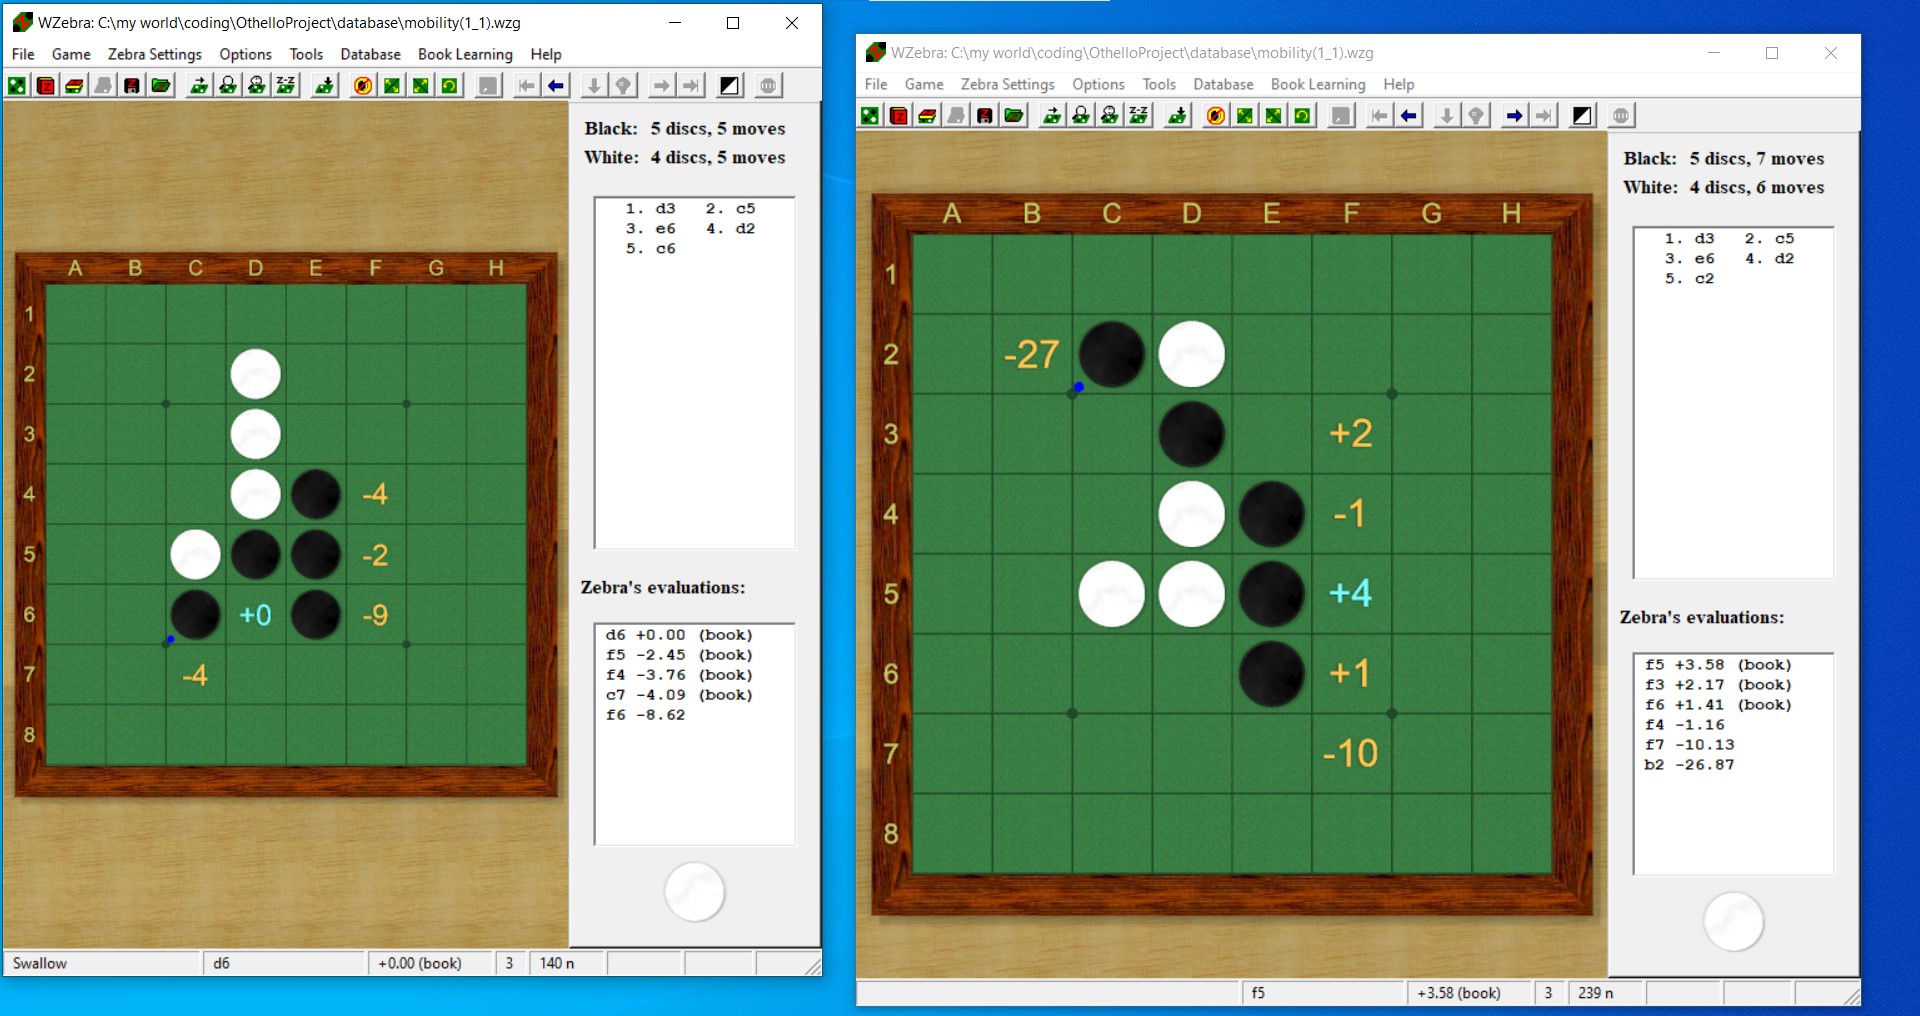 WZebra: C:\my world\coding\OthelloProject\database\mobility(1_1).wzg
File Game Zebra Settings Options Tools Database Book Learning Help
Black: 5 discs, 5 moves
White: 4 discs, 5 moves
1. d3 2. c5
3. e6 4. d2
5. c6
A B C D E F G H
1
2
3
4 -4
5 -2
6 +0 -9
7 -4
8
Zebra's evaluations:
d6 +0.00 (book)
f5 -2.45 (book)
f4 -3.76 (book)
c7 -4.09 (book)
f6 -8.62
Swallow d6 +0.00 (book) 3 140 n
WZebra: C:\my world\coding\OthelloProject\database\mobility(1_1).wzg
File Game Zebra Settings Options Tools Database Book Learning Help
Z-Z
Black: 5 discs, 7 moves
White: 4 discs, 6 moves
1. d3 2. c5
3. e6 4. d2
5. c2
A B C D E F G H
1
2 -27
3 +2
4 -1
5 +4
6 +1
7 -10
8
Zebra's evaluations:
f5 +3.58 (book)
f3 +2.17 (book)
f6 +1.41 (book)
f4 -1.16
f7 -10.13
b2 -26.87
f5 +3.58 (book) 3 239 n